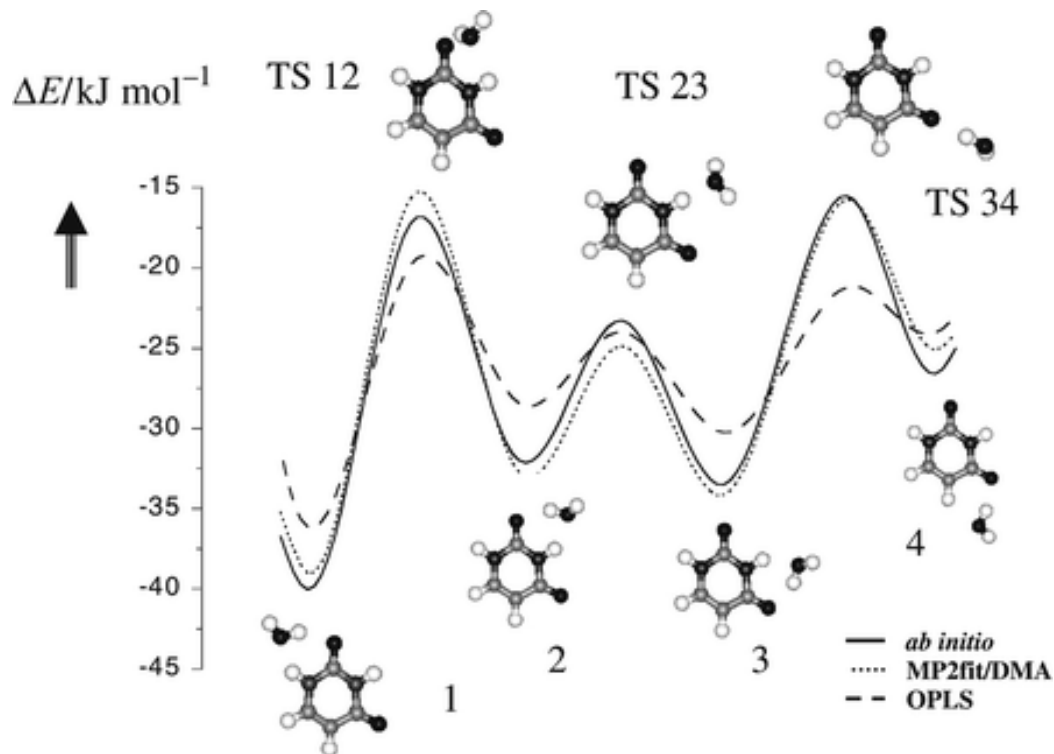 TS 12
TS 23
ΔE/kJ mol⁻¹
TS 34
-15
-20
-25
-30
-35
-40
-45
1
2
3
4
ab initio
MP2fit/DMA
OPLS